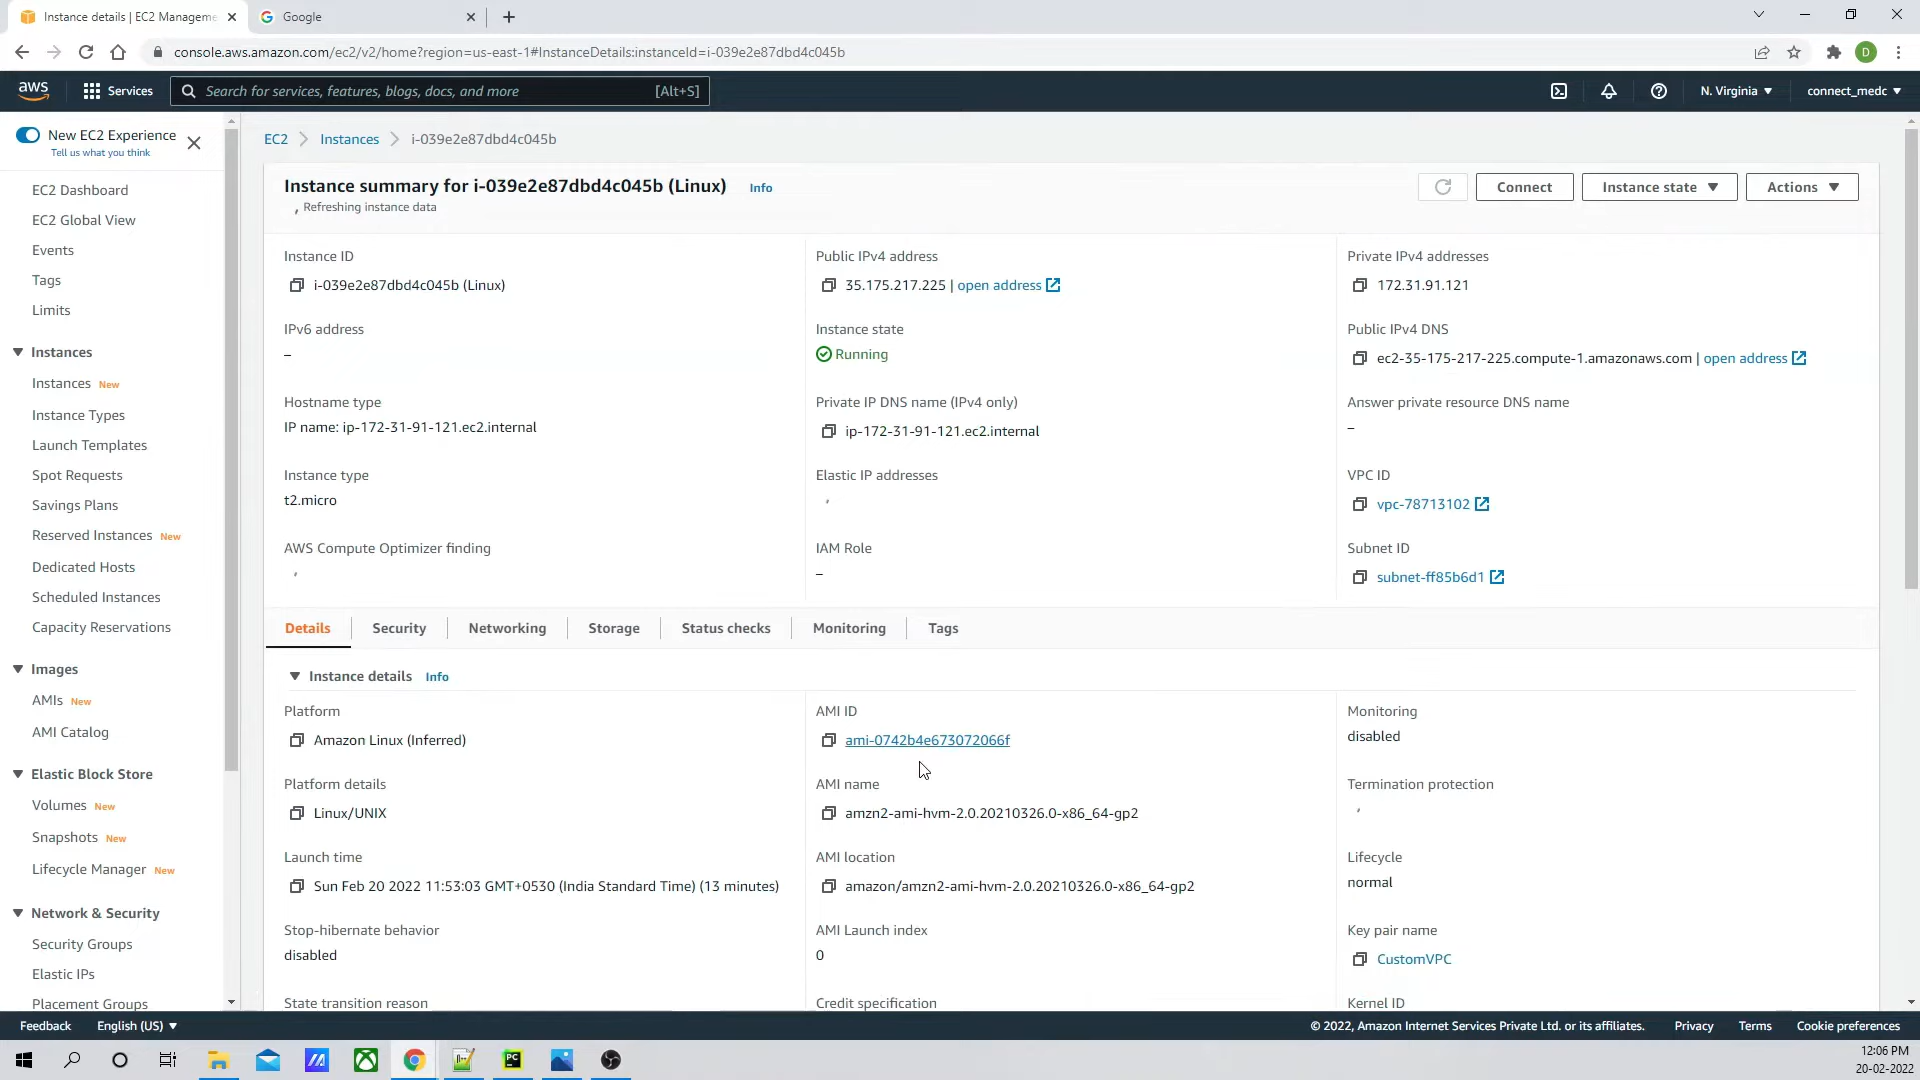 Instance details | EC2 Manageme
Google
console.aws.amazon.com/ec2/v2/home?region=us-east-1#InstanceDetails:instanceId=i-039e2e87dbd4c045b
D
aws
Services
Search for services, features, blogs, docs, and more
[Alt+S]
N. Virginia
connect_medc
New EC2 Experience
Tell us what you think
EC2 Dashboard
EC2 Global View
Events
Tags
Limits
Instances
Instances New
Instance Types
Launch Templates
Spot Requests
Savings Plans
Reserved Instances New
Dedicated Hosts
Scheduled Instances
Capacity Reservations
Images
AMIs New
AMI Catalog
Elastic Block Store
Volumes New
Snapshots New
Lifecycle Manager New
Network & Security
Security Groups
Elastic IPs
Placement Groups
EC2
Instances
i-039e2e87dbd4c045b
Instance summary for i-039e2e87dbd4c045b (Linux)
Info
Refreshing instance data
Connect
Instance state
Actions
Instance ID
i-039e2e87dbd4c045b (Linux)
Public IPv4 address
35.175.217.225 | open address
Private IPv4 addresses
172.31.91.121
IPv6 address
–
Instance state
Running
Public IPv4 DNS
ec2-35-175-217-225.compute-1.amazonaws.com | open address
Hostname type
IP name: ip-172-31-91-121.ec2.internal
Private IP DNS name (IPv4 only)
ip-172-31-91-121.ec2.internal
Answer private resource DNS name
–
Instance type
t2.micro
Elastic IP addresses
VPC ID
vpc-78713102
AWS Compute Optimizer finding
IAM Role
–
Subnet ID
subnet-ff85b6d1
Details
Security
Networking
Storage
Status checks
Monitoring
Tags
Instance details
Info
Platform
Amazon Linux (Inferred)
AMI ID
ami-0742b4e673072066f
Monitoring
disabled
Platform details
Linux/UNIX
AMI name
amzn2-ami-hvm-2.0.20210326.0-x86_64-gp2
Termination protection
Launch time
Sun Feb 20 2022 11:53:03 GMT+0530 (India Standard Time) (13 minutes)
AMI location
amazon/amzn2-ami-hvm-2.0.20210326.0-x86_64-gp2
Lifecycle
normal
Stop-hibernate behavior
disabled
AMI Launch index
0
Key pair name
CustomVPC
State transition reason
Credit specification
Kernel ID
Feedback
English (US)
© 2022, Amazon Internet Services Private Ltd. or its affiliates.
Privacy
Terms
Cookie preferences
PC
12:06 PM
20-02-2022